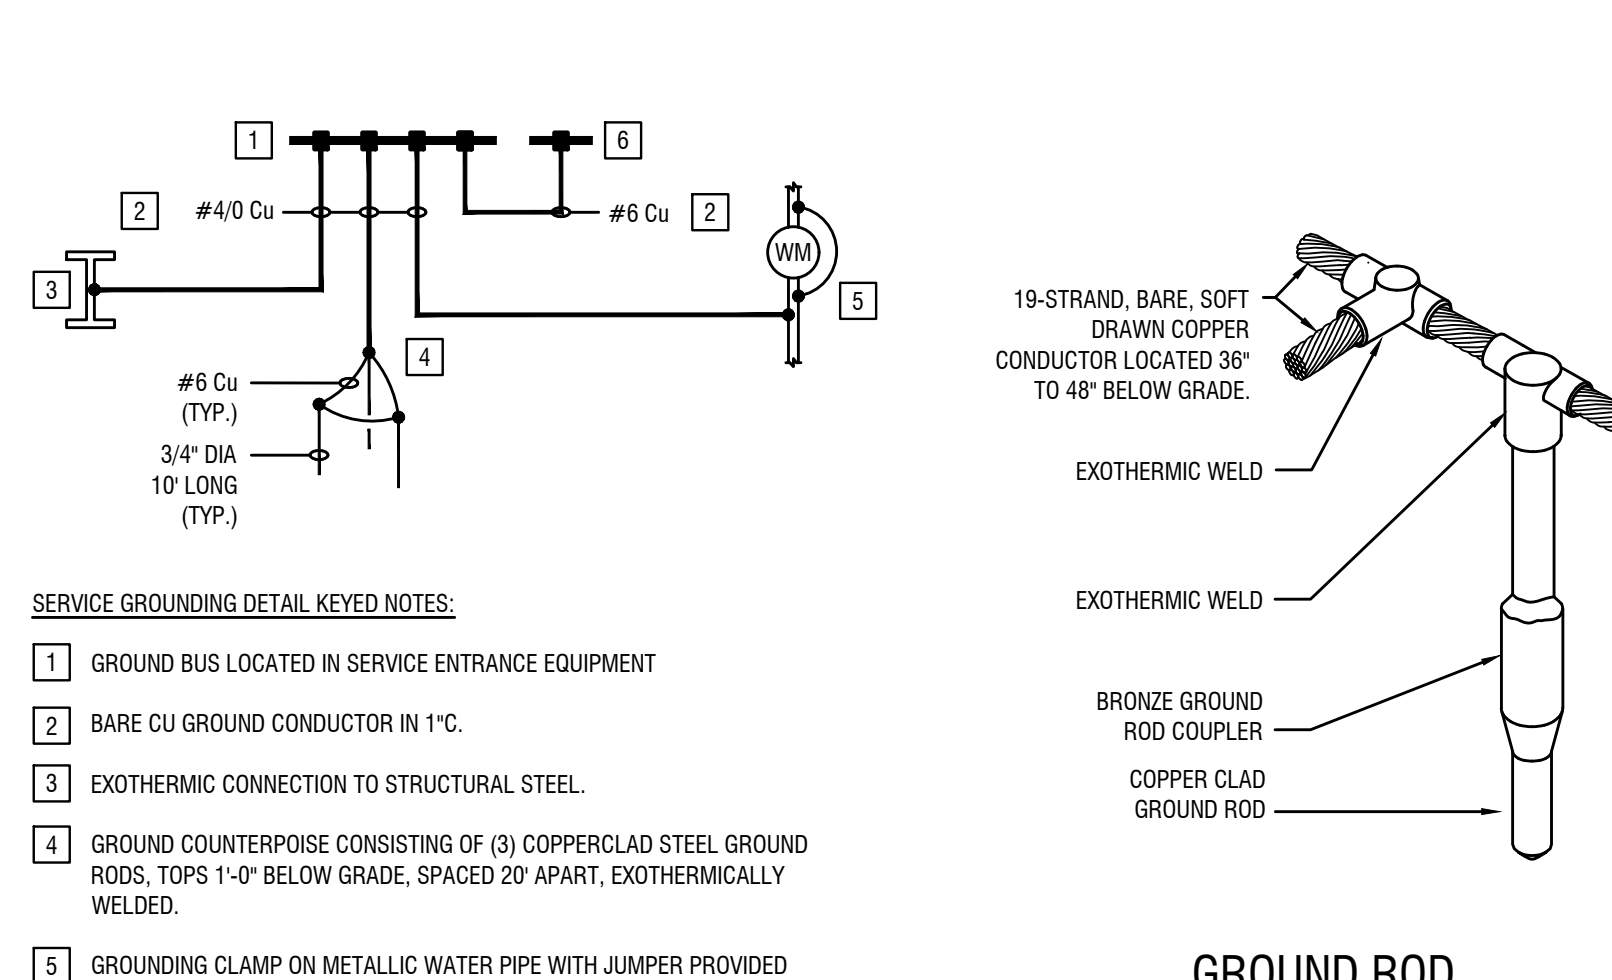 1
6
2
#4/0 Cu
#6 Cu
2
WM
3
5
4
#6 Cu
(TYP.)
3/4" DIA
10' LONG
(TYP.)
SERVICE GROUNDING DETAIL KEYED NOTES:
1 GROUND BUS LOCATED IN SERVICE ENTRANCE EQUIPMENT
2 BARE CU GROUND CONDUCTOR IN 1"C.
3 EXOTHERMIC CONNECTION TO STRUCTURAL STEEL.
4 GROUND COUNTERPOISE CONSISTING OF (3) COPPERCLAD STEEL GROUND
RODS, TOPS 1'-0" BELOW GRADE, SPACED 20' APART, EXOTHERMICALLY
WELDED.
5 GROUNDING CLAMP ON METALLIC WATER PIPE WITH JUMPER PROVIDED
19-STRAND, BARE, SOFT
DRAWN COPPER
CONDUCTOR LOCATED 36"
TO 48" BELOW GRADE.
EXOTHERMIC WELD
EXOTHERMIC WELD
BRONZE GROUND
ROD COUPLER
COPPER CLAD
GROUND ROD
GROUND ROD